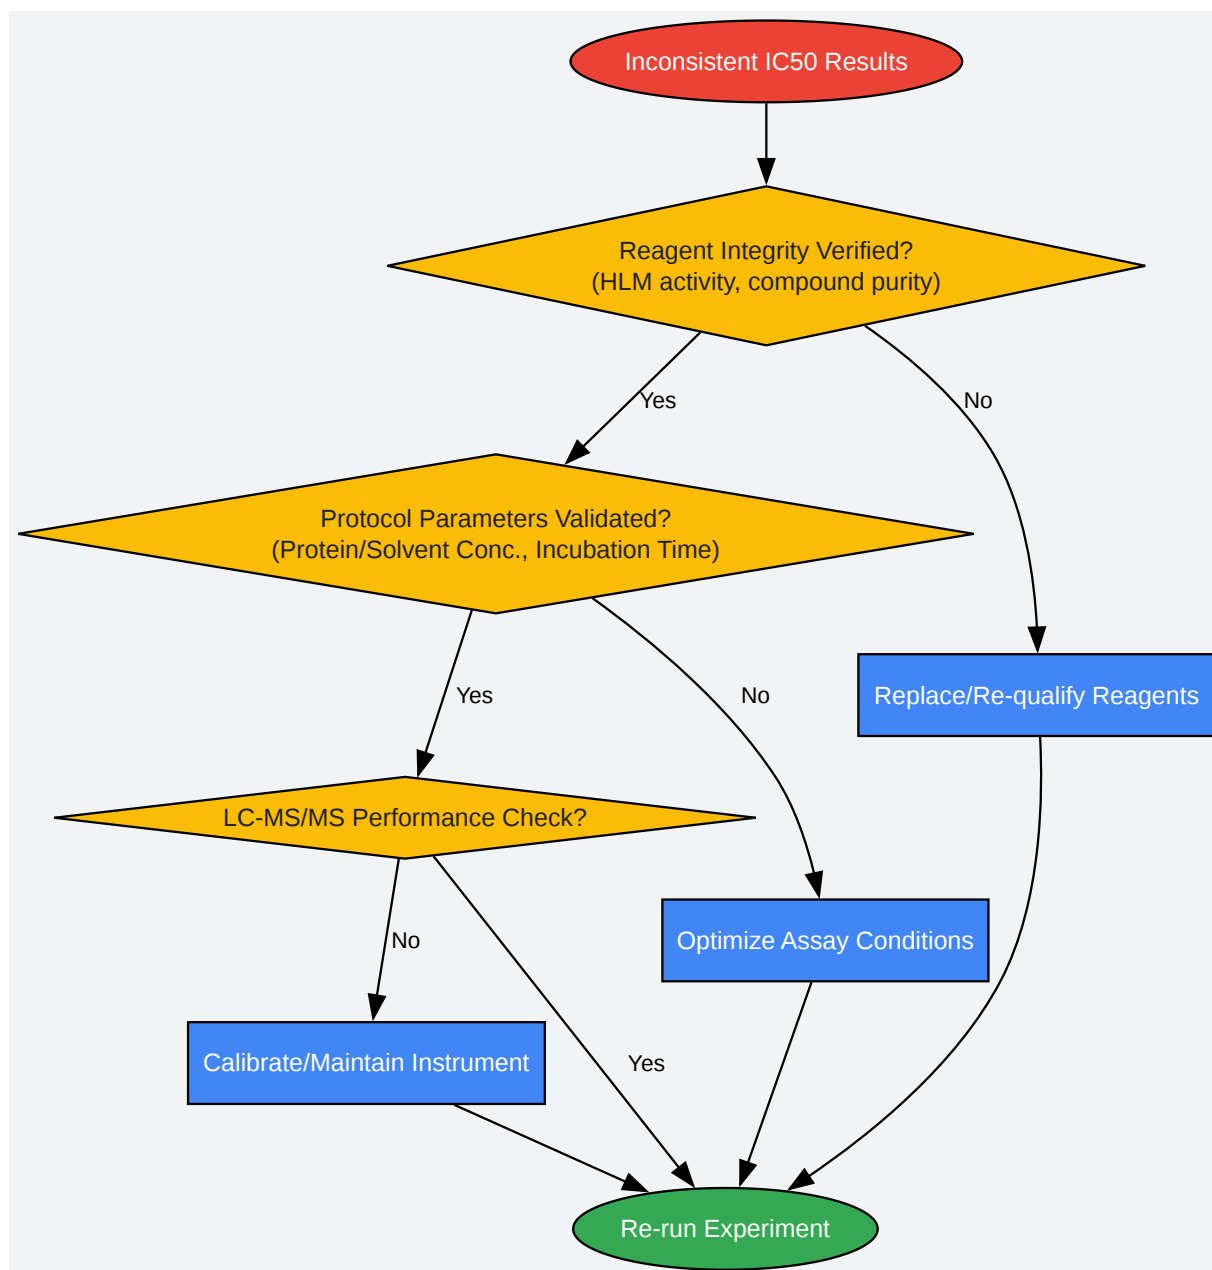 Inconsistent IC50 Results
Reagent Integrity Verified?
(HLM activity, compound purity)
Yes
No
Protocol Parameters Validated?
(Protein/Solvent Conc., Incubation Time)
Yes
No
Replace/Re-qualify Reagents
LC-MS/MS Performance Check?
No
Optimize Assay Conditions
Calibrate/Maintain Instrument
Yes
Re-run Experiment